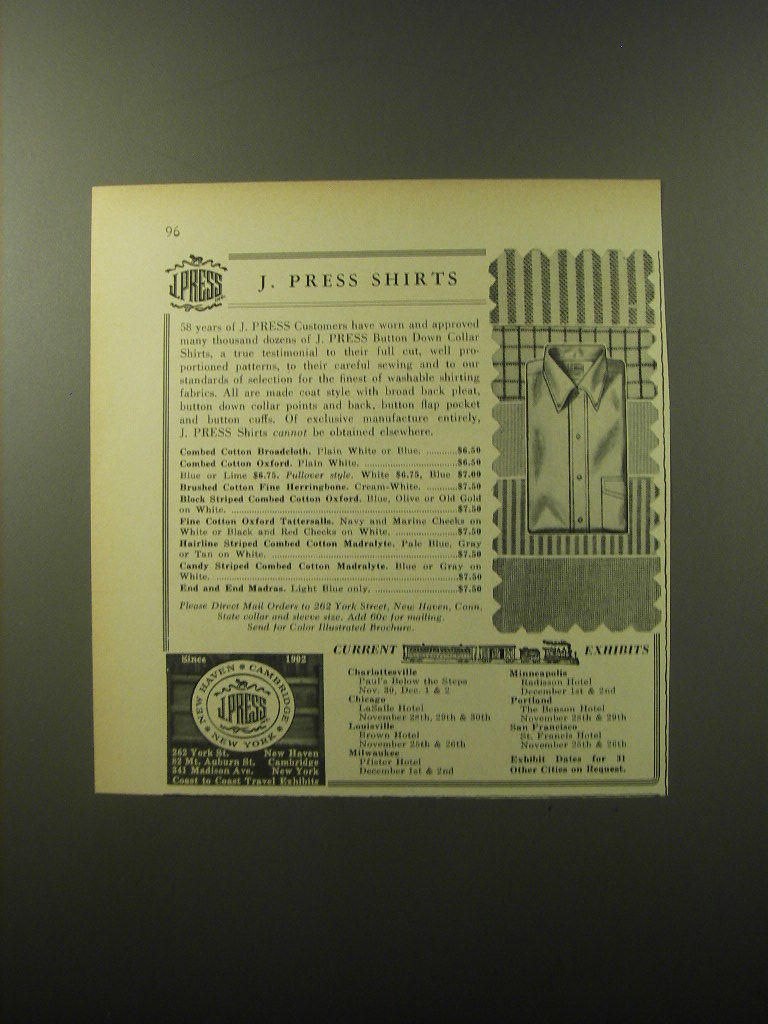 96
J.PRESS
J. PRESS SHIRTS
58 years of J. PRESS Customers have worn and approved
many thousand dozens of J. PRESS Button Down Collar
Shirts, a true testimonial to their full cut, well pro-
portioned patterns, to their careful sewing and to our
standards of selection for the finest of washable shirting
fabrics. All are made coat style with broad back pleat,
button down collar points and back, button flap pocket
and button cuffs. Of exclusive manufacture entirely,
J. PRESS Shirts cannot be obtained elsewhere.
Combed Cotton Broadcloth. Plain White or Blue. ..........$6.50
Combed Cotton Oxford. Plain White. ..............................$6.50
Blue or Lime $6.75. Pullover style. White $6.75, Blue $7.00
Brushed Cotton Fine Herringbone. Cream-White. ..........$7.50
Block Striped Combed Cotton Oxford. Blue, Olive or Old Gold
on White. ..............................................................$7.50
Fine Cotton Oxford Tattersalls. Navy and Marine Checks on
White or Black and Red Checks on White. ....................$7.50
Hairline Striped Combed Cotton Madralyte. Pale Blue, Gray
or Tan on White. ....................................................$7.50
Candy Striped Combed Cotton Madralyte. Blue or Gray on
White. ..................................................................$7.50
End and End Madras. Light Blue only. ..........................$7.50
Please Direct Mail Orders to 262 York Street, New Haven, Conn.
State collar and sleeve size. Add 60c for mailing.
Send for Color Illustrated Brochure.
Since 1902
NEW HAVEN * CAMBRIDGE
* NEW YORK *
J.PRESS
262 York St. New Haven
82 Mt. Auburn St. Cambridge
341 Madison Ave. New York
Coast to Coast Travel Exhibits
CURRENT EXHIBITS
Charlottesville
Paul's Below the Steps
Nov. 30, Dec. 1 & 2
Chicago
LaSalle Hotel
November 28th, 29th & 30th
Louisville
Brown Hotel
November 25th & 26th
Milwaukee
Pfister Hotel
December 1st & 2nd
Minneapolis
Radisson Hotel
December 1st & 2nd
Portland
The Benson Hotel
November 28th & 29th
San Francisco
St. Francis Hotel
November 25th & 26th
Exhibit Dates for 31
Other Cities on Request.